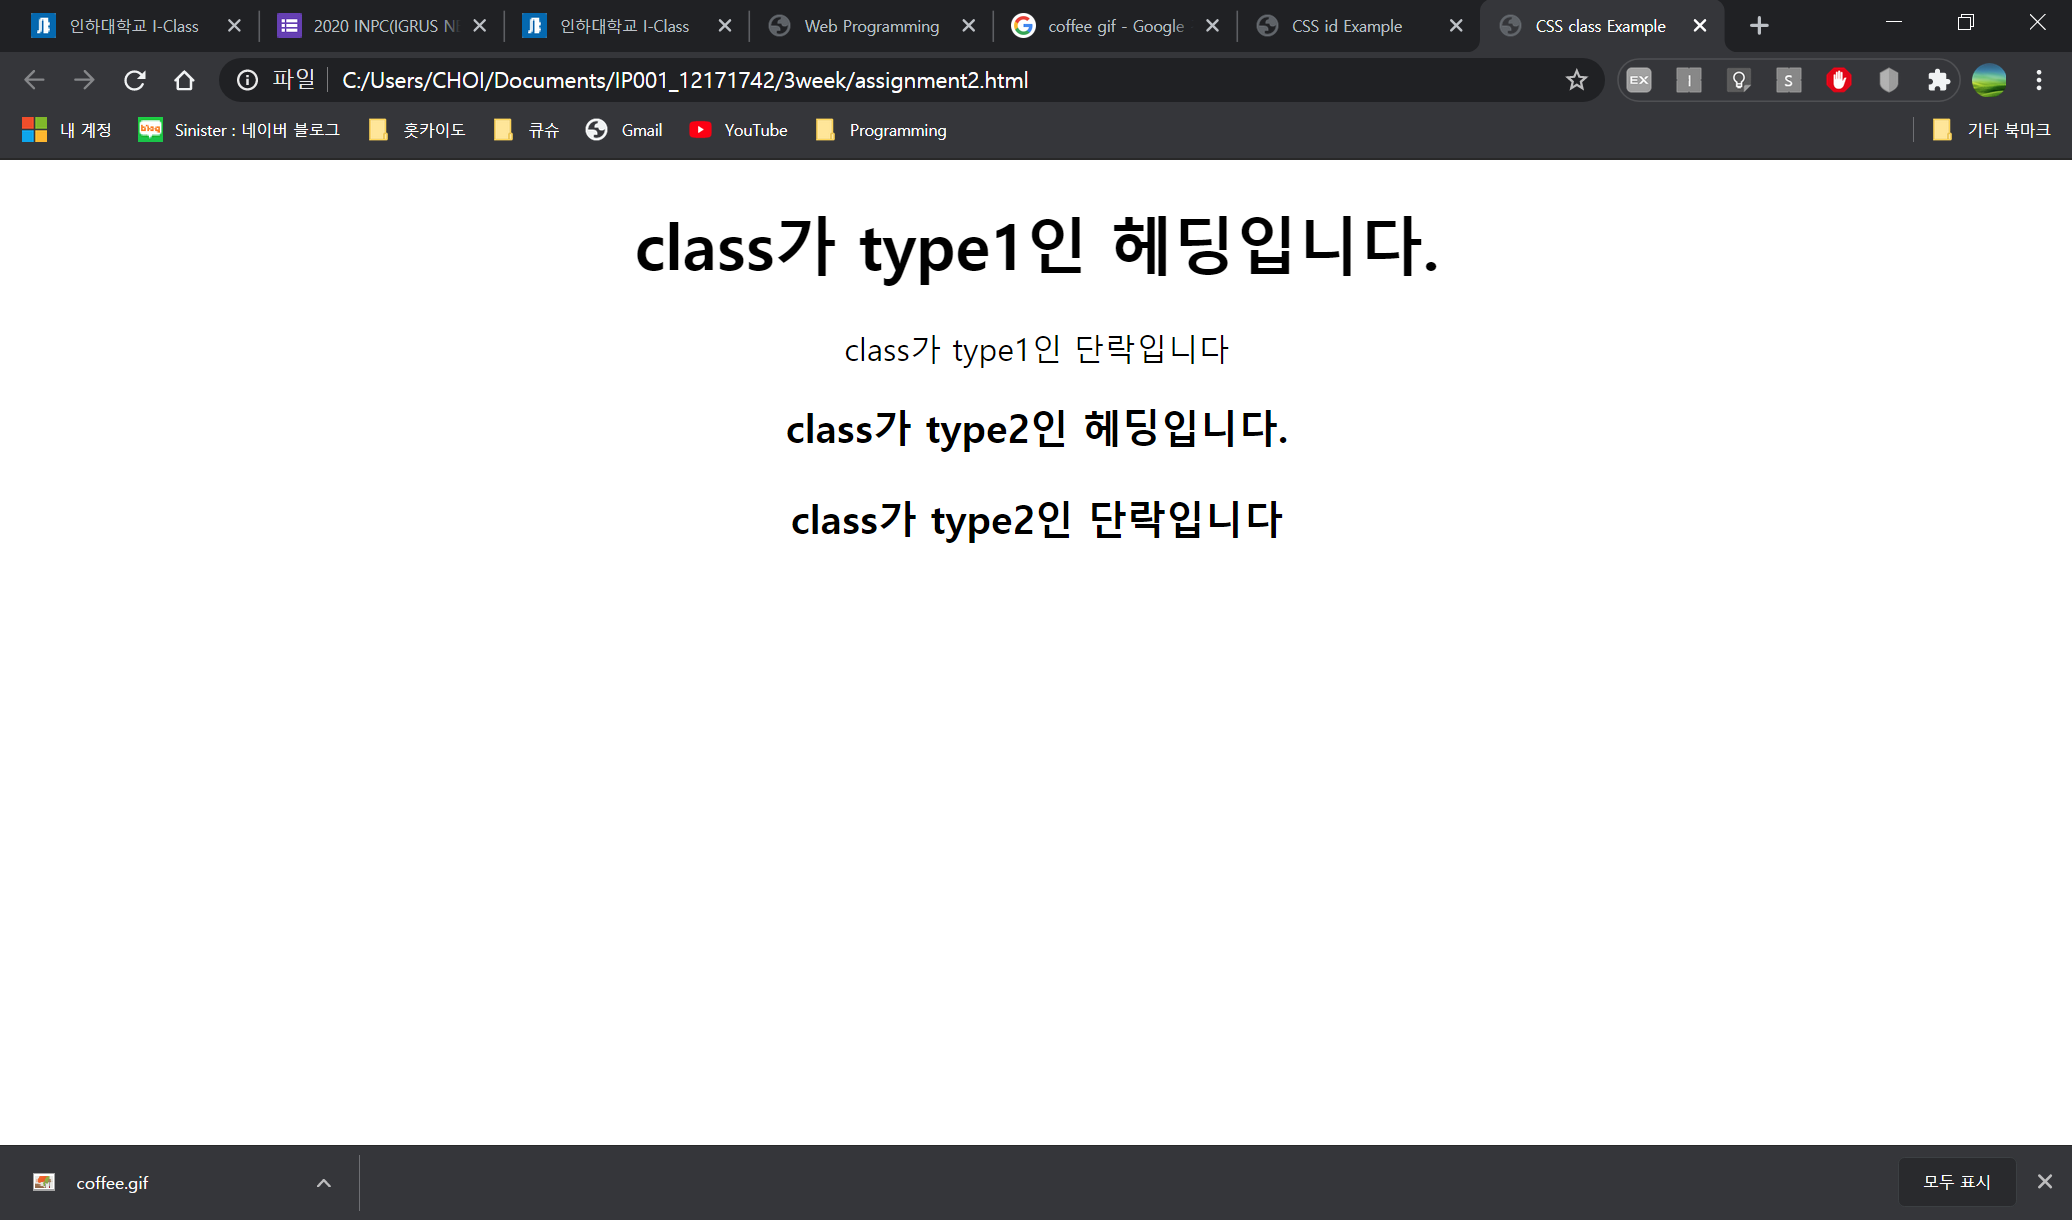 인하대학교 I-Class
2020 INPC(IGRUS NE
인하대학교 I-Class
Web Programming
coffee gif - Google
CSS id Example
CSS class Example
파일
C:/Users/CHOI/Documents/IP001_12171742/3week/assignment2.html
EX
I
S
내 계정
blog
Sinister : 네이버 블로그
홋카이도
큐슈
Gmail
YouTube
Programming
기타 북마크
class가 type1인 헤딩입니다.
class가 type1인 단락입니다
class가 type2인 헤딩입니다.
class가 type2인 단락입니다
coffee.gif
모두 표시